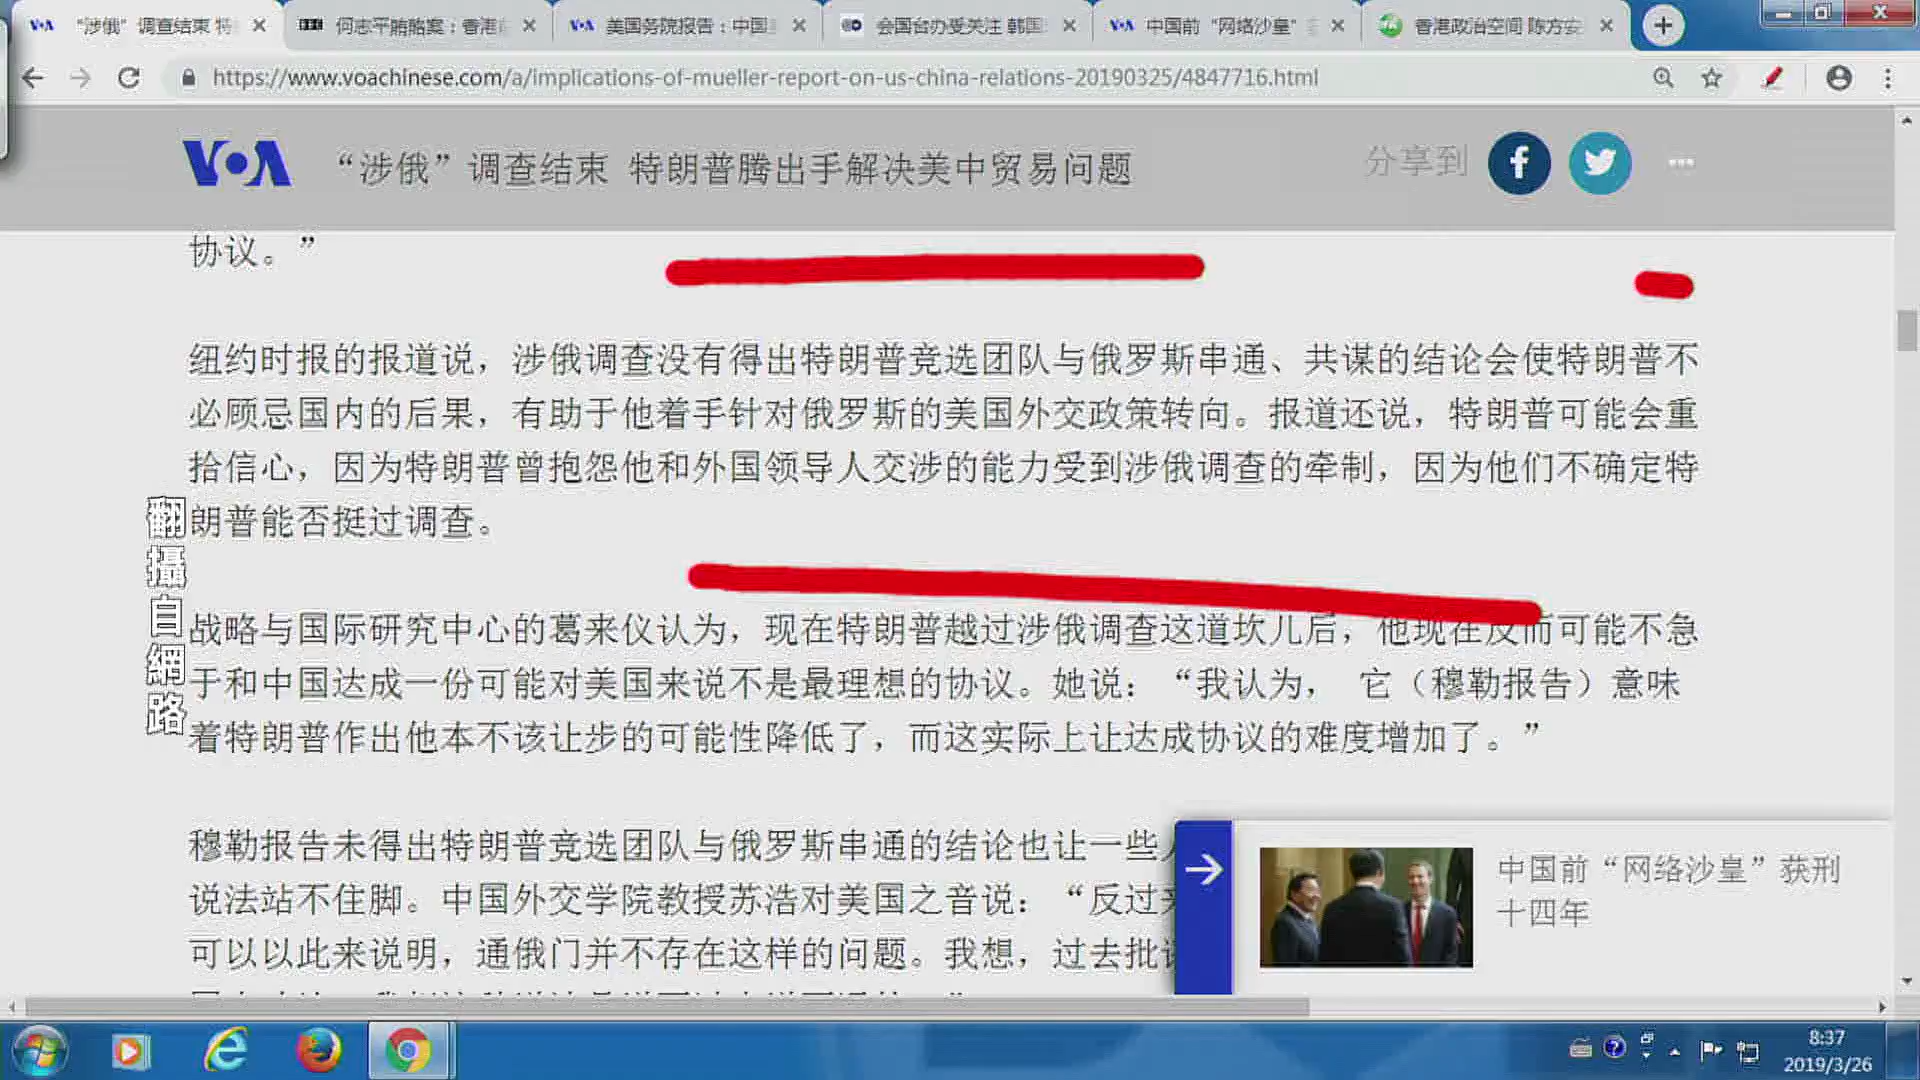 “涉俄”调查结束 特
何志平賄賂案：香港
美国务院报告：中国
会国台办受关注 韩国
中国前“网络沙皇”
香港政治空间 陈方安
https://www.voachinese.com/a/implications-of-mueller-report-on-us-china-relations-20190325/4847716.html
VOA “涉俄”调查结束 特朗普腾出手解决美中贸易问题
分享到
协议。”
纽约时报的报道说，涉俄调查没有得出特朗普竞选团队与俄罗斯串通、共谋的结论会使特朗普不
必顾忌国内的后果，有助于他着手针对俄罗斯的美国外交政策转向。报道还说，特朗普可能会重
拾信心，因为特朗普曾抱怨他和外国领导人交涉的能力受到涉俄调查的牵制，因为他们不确定特
朗普能否挺过调查。
翻攝自網路
战略与国际研究中心的葛来仪认为，现在特朗普越过涉俄调查这道坎儿后，他现在反而可能不急
于和中国达成一份可能对美国来说不是最理想的协议。她说：“我认为， 它（穆勒报告）意味
着特朗普作出他本不该让步的可能性降低了，而这实际上让达成协议的难度增加了。”
穆勒报告未得出特朗普竞选团队与俄罗斯串通的结论也让一些
说法站不住脚。中国外交学院教授苏浩对美国之音说：“反过来
可以以此来说明，通俄门并不存在这样的问题。我想，过去批
中国前“网络沙皇”获刑
十四年
8:37
2019/3/26